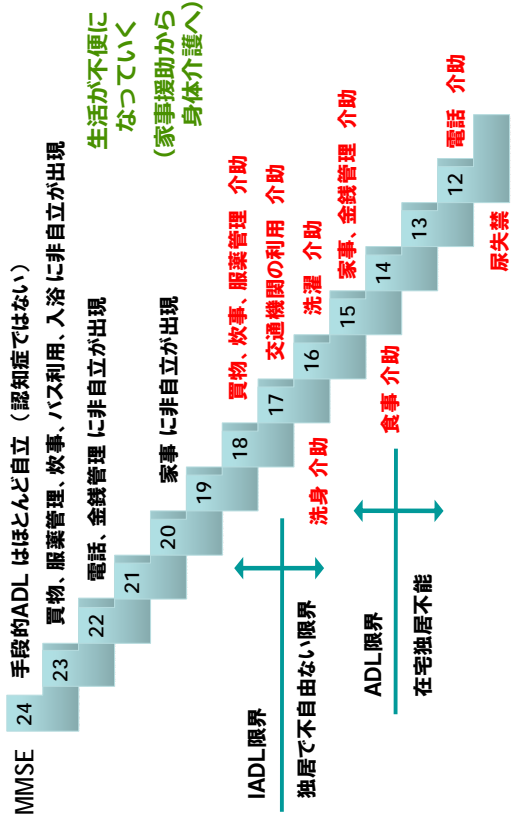 MMSE
24 手段的ADL はほとんど自立(認知症ではない)
23 買物、服薬管理、炊事、バス利用、入浴 に非自立が出現
22 電話、金銭管理 に非自立が出現
21
20 家事 に非自立が出現
19
18 買物、炊事、服薬管理 介助
17 交通機関の利用 介助
16 洗濯 介助
15 家事、金銭管理 介助
14
13
12 電話 介助
生活が不便に
なっていく
(家事援助から
身体介護へ)
洗身 介助
食事 介助
尿失禁
IADL限界
独居で不自由ない限界
ADL限界
在宅独居不能